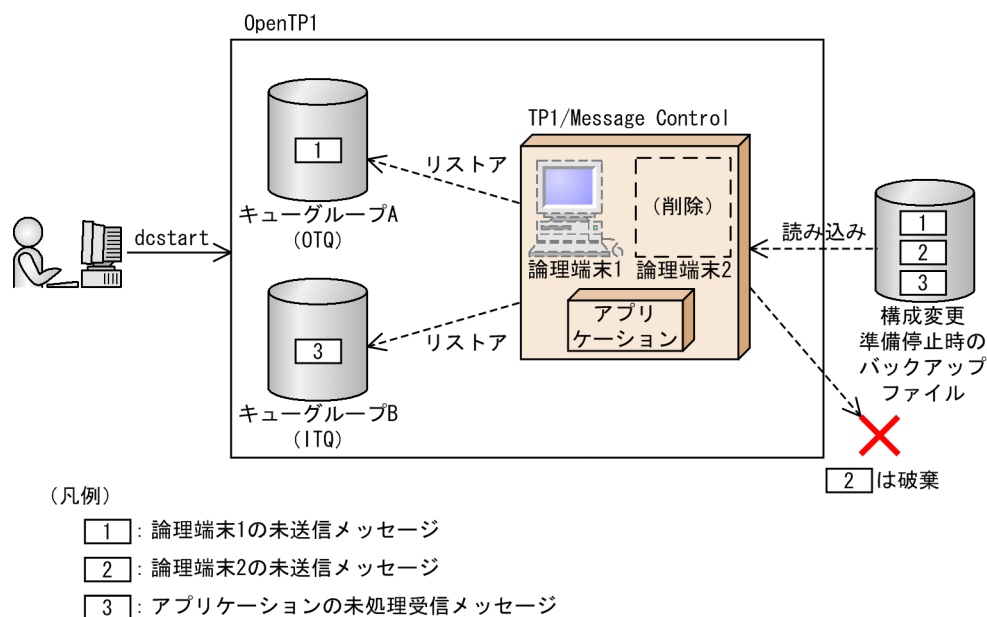 OpenTP1
1
キューグループA
(OTQ)
リストア
TP1/Message Control
(削除)
論理端末1
論理端末2
アプリ
ケーション
dcstart
読み込み
1
2
3
構成変更
準備停止時の
バックアップ
ファイル
3
キューグループB
(ITQ)
リストア
2 は破棄
(凡例)
1 : 論理端末1の未送信メッセージ
2 : 論理端末2の未送信メッセージ
3 : アプリケーションの未処理受信メッセージ